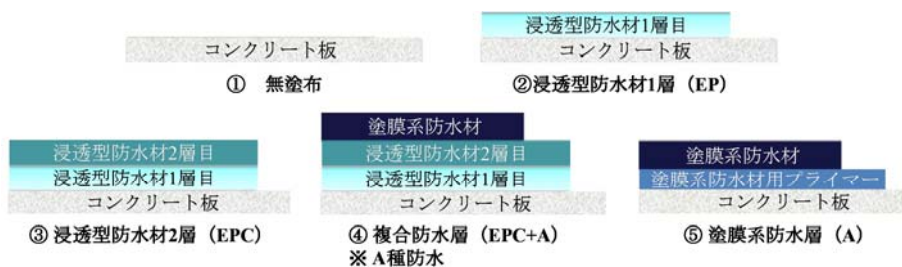 コンクリート板
① 無塗布
浸透型防水材1層目
コンクリート板
②浸透型防水材1層（EP）
浸透型防水材2層目
浸透型防水材1層目
コンクリート板
③ 浸透型防水材2層（EPC）
塗膜系防水材
浸透型防水材2層目
浸透型防水材1層目
コンクリート板
④ 複合防水層（EPC+A）
※ A種防水
塗膜系防水材
塗膜系防水材用プライマー
コンクリート板
⑤ 塗膜系防水層（A）